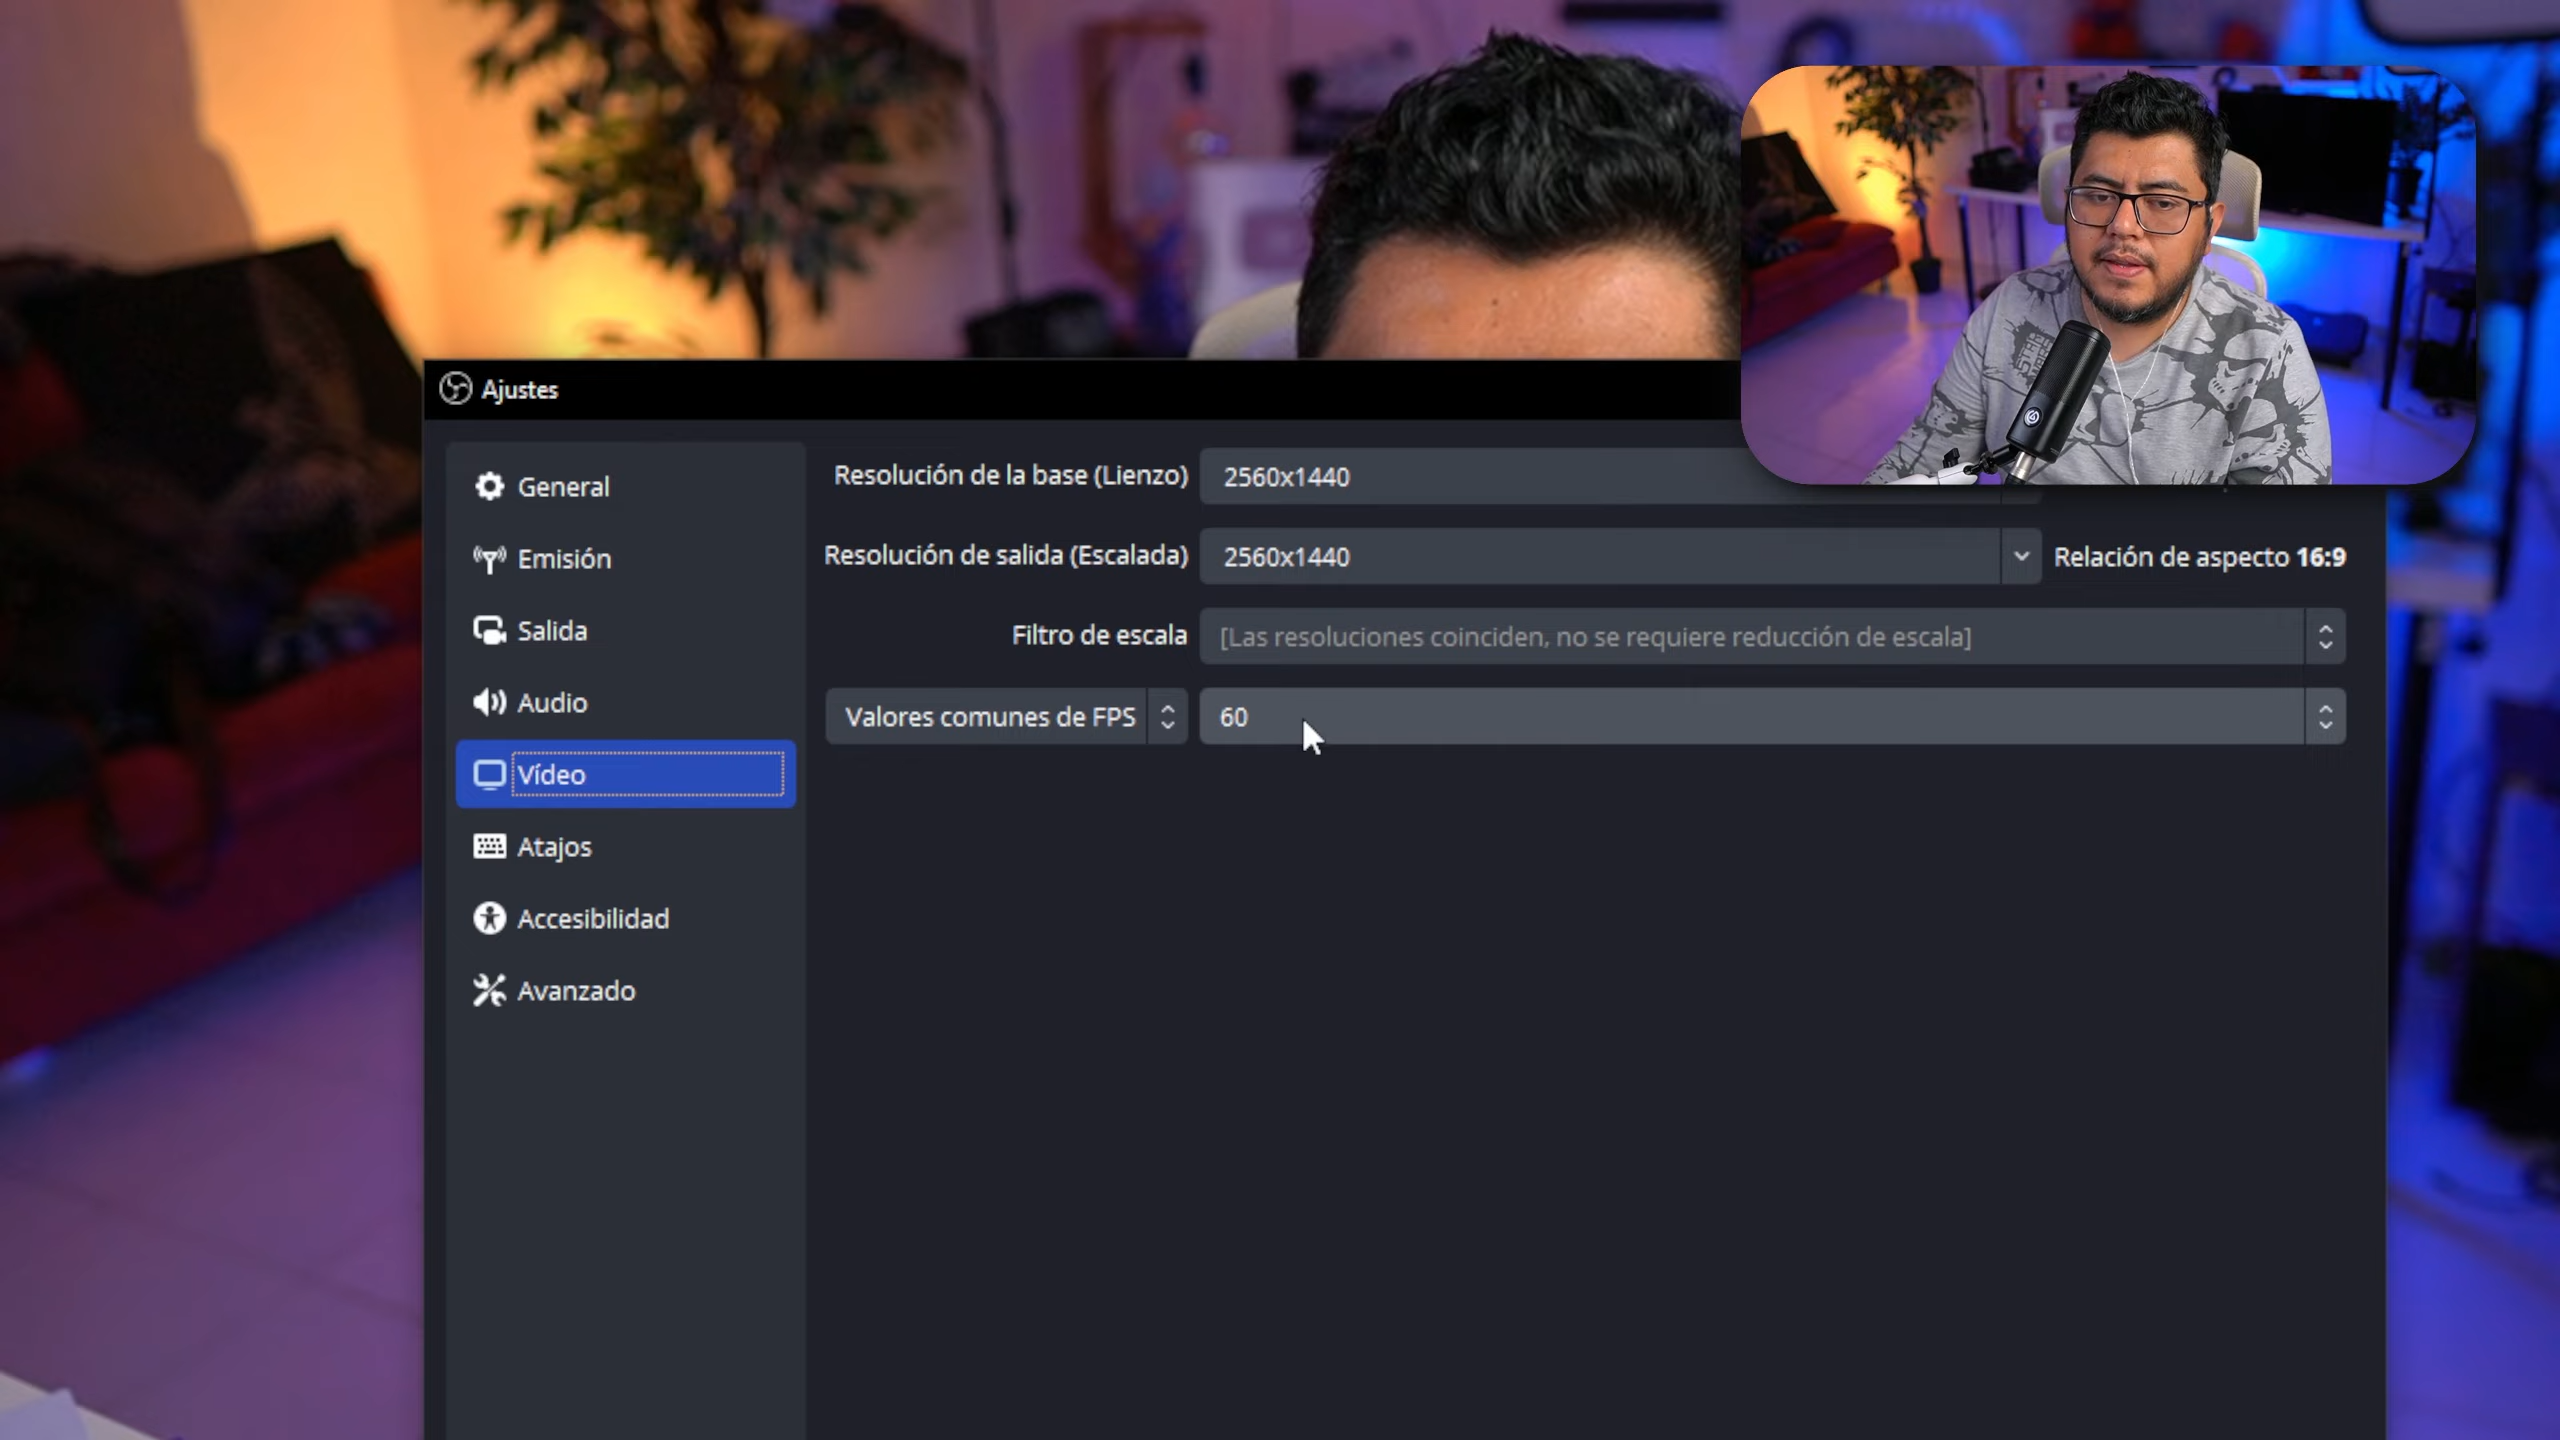 Ajustes
General
Emisión
Salida
Audio
Vídeo
Atajos
Accesibilidad
Avanzado
Resolución de la base (Lienzo) 2560x1440
Resolución de salida (Escalada) 2560x1440 Relación de aspecto 16:9
Filtro de escala [Las resoluciones coinciden, no se requiere reducción de escala]
Valores comunes de FPS 60
STAR
WARS